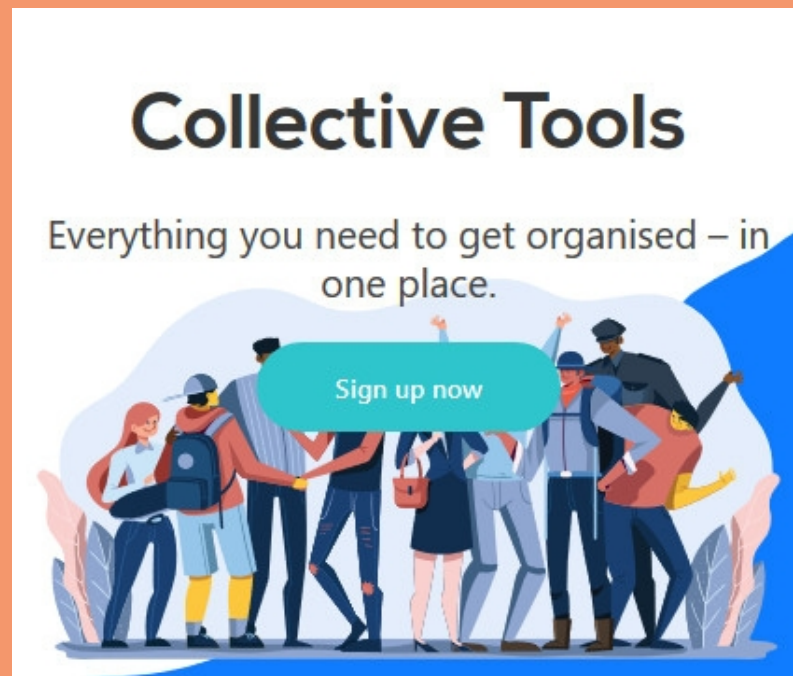 Collective Tools
Everything you need to get organised – in
one place.
Sign up now